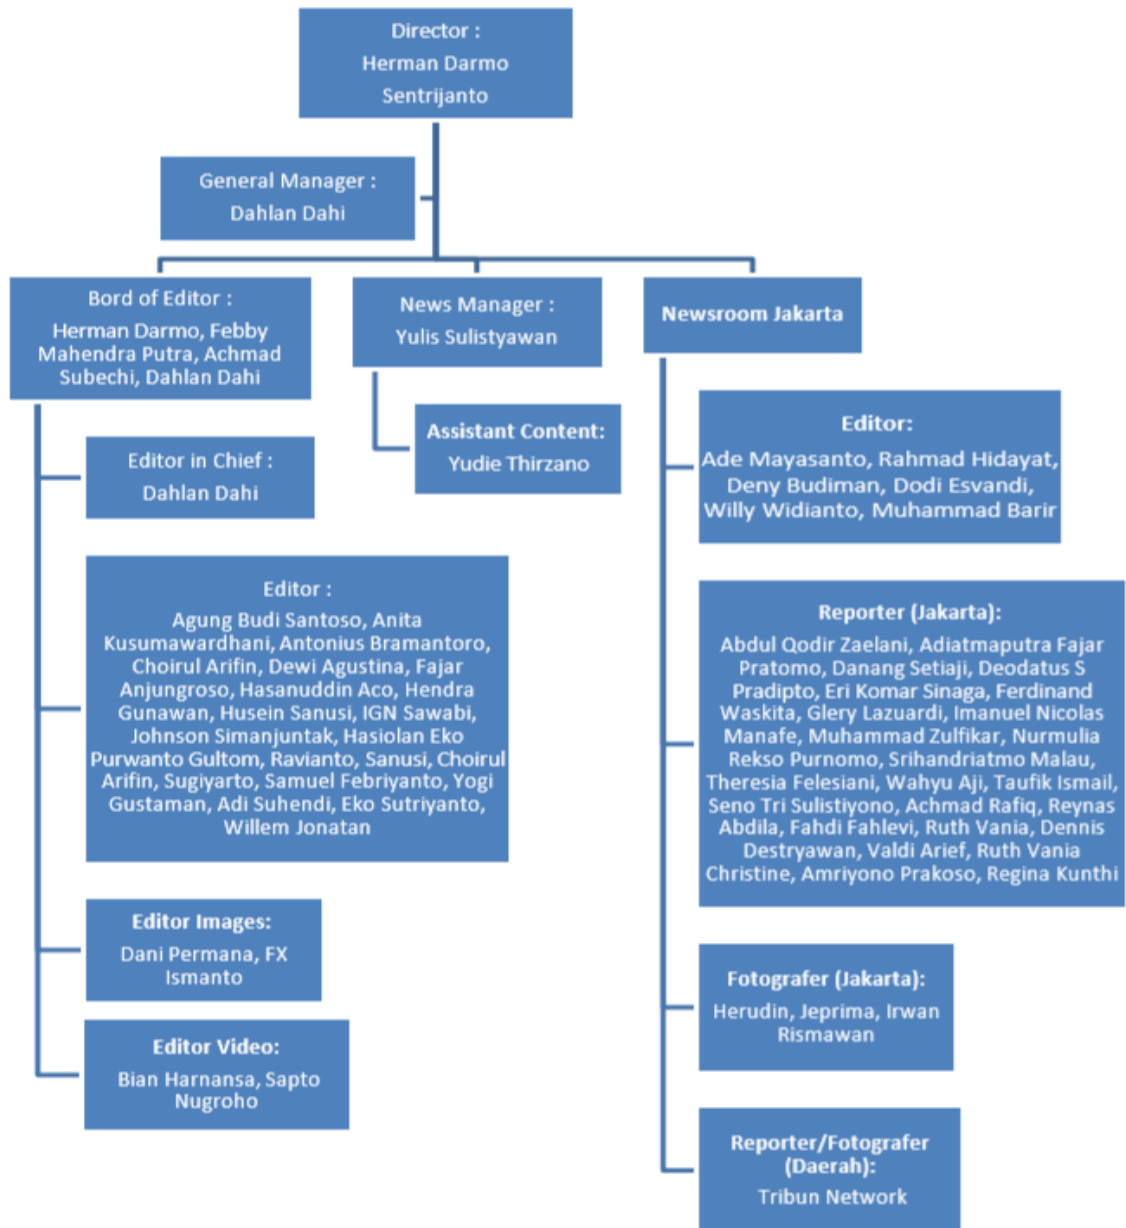 Director :
Herman Darmo
Sentrijanto
General Manager :
Dahlan Dahi
Bord of Editor :
Herman Darmo, Febby
Mahendra Putra, Achmad
Subechi, Dahlan Dahi
Editor in Chief :
Dahlan Dahi
Editor :
Agung Budi Santoso, Anita
Kusumawardhani, Antonius Bramantoro,
Choirul Arifin, Dewi Agustina, Fajar
Anjungroso, Hasanuddin Aco, Hendra
Gunawan, Husein Sanusi, IGN Sawabi,
Johnson Simanjuntak, Hasiolan Eko
Purwanto Gultom, Ravianto, Sanusi, Choirul
Arifin, Sugiyarto, Samuel Febriyanto, Yogi
Gustaman, Adi Suhendi, Eko Sutriyanto,
Willem Jonatan
Editor Images:
Dani Permana, FX
Ismanto
Editor Video:
Bian Harnansa, Sapto
Nugroho
News Manager :
Yulis Sulistyawan
Assistant Content:
Yudie Thirzano
Newsroom Jakarta
Editor:
Ade Mayasanto, Rahmad Hidayat,
Deny Budiman, Dodi Esvandi,
Willy Widianto, Muhammad Barir
Reporter (Jakarta):
Abdul Qodir Zaelani, Adiatmaputra Fajar
Pratomo, Danang Setiaji, Deodatus S
Pradipto, Eri Komar Sinaga, Ferdinand
Waskita, Glery Lazuardi, Imanuel Nicolas
Manafe, Muhammad Zulfikar, Nurmulia
Rekso Purnomo, Srihandriatmo Malau,
Theresia Felesiani, Wahyu Aji, Taufik Ismail,
Seno Tri Sulistiyono, Achmad Rafiq, Reynas
Abdila, Fahdi Fahlevi, Ruth Vania, Dennis
Destryawan, Valdi Arief, Ruth Vania
Christine, Amriyono Prakoso, Regina Kunthi
Fotografer (Jakarta):
Herudin, Jeprima, Irwan
Rismawan
Reporter/Fotografer
(Daerah):
Tribun Network